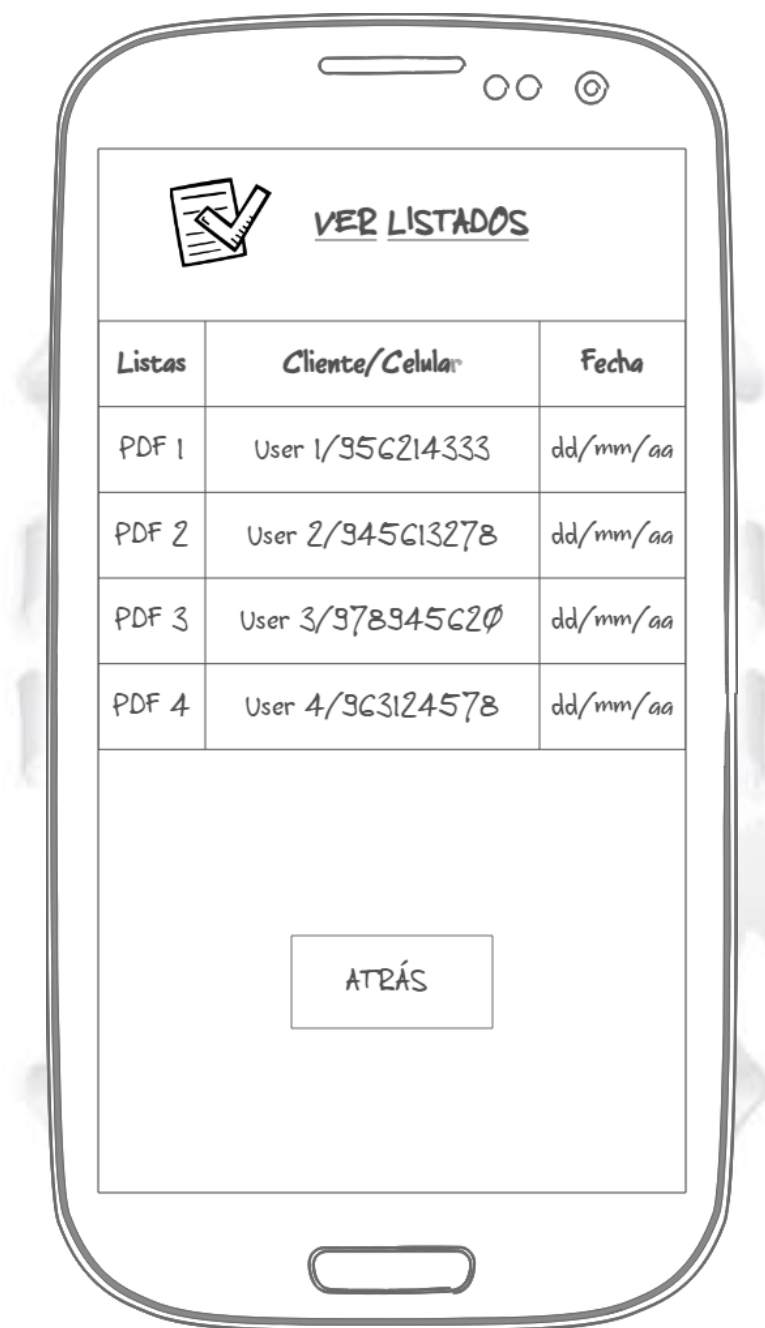 VER LISTADOS
Listas Cliente/Celular Fecha
PDF 1 User 1/956214333 dd/mm/aa
PDF 2 User 2/945613278 dd/mm/aa
PDF 3 User 3/978945620 dd/mm/aa
PDF 4 User 4/963124578 dd/mm/aa
ATRÁS